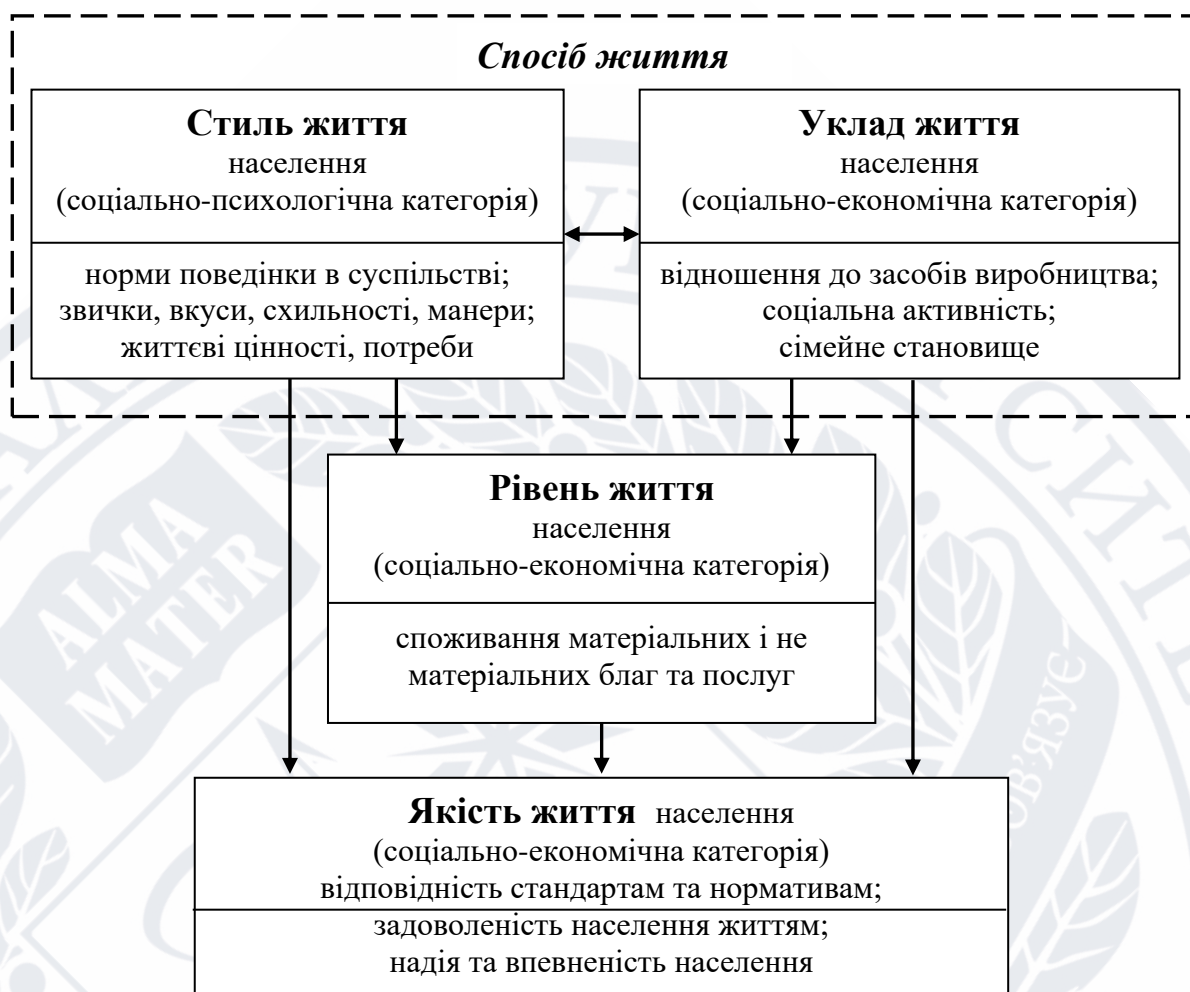 Спосіб життя
Стиль життя
населення
(соціально-психологічна категорія)
норми поведінки в суспільстві;
звички, вкуси, схильності, манери;
життєві цінності, потреби
Уклад життя
населення
(соціально-економічна категорія)
відношення до засобів виробництва;
соціальна активність;
сімейне становище
Рівень життя
населення
(соціально-економічна категорія)
споживання матеріальних і не
матеріальних благ та послуг
Якість життя населення
(соціально-економічна категорія)
відповідність стандартам та нормативам;
задоволеність населення життям;
надія та впевненість населення
ALMA
MATER